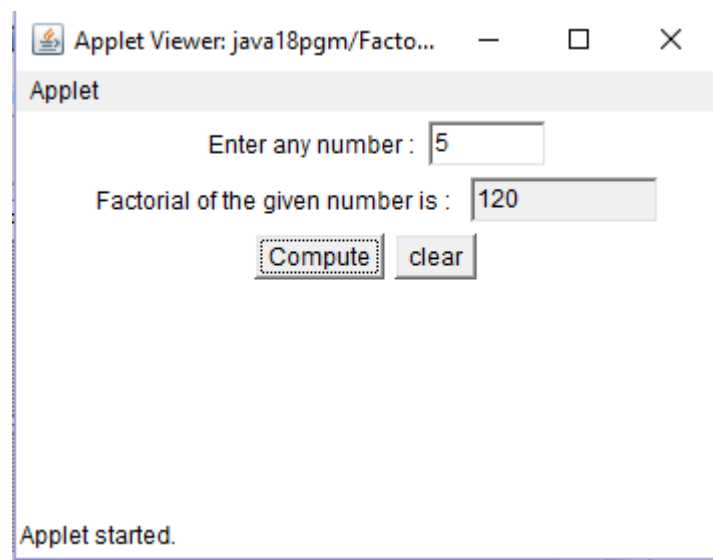 Applet Viewer: java18pgm/Facto...
Applet
Enter any number : 5
Factorial of the given number is : 120
Compute clear
Applet started.